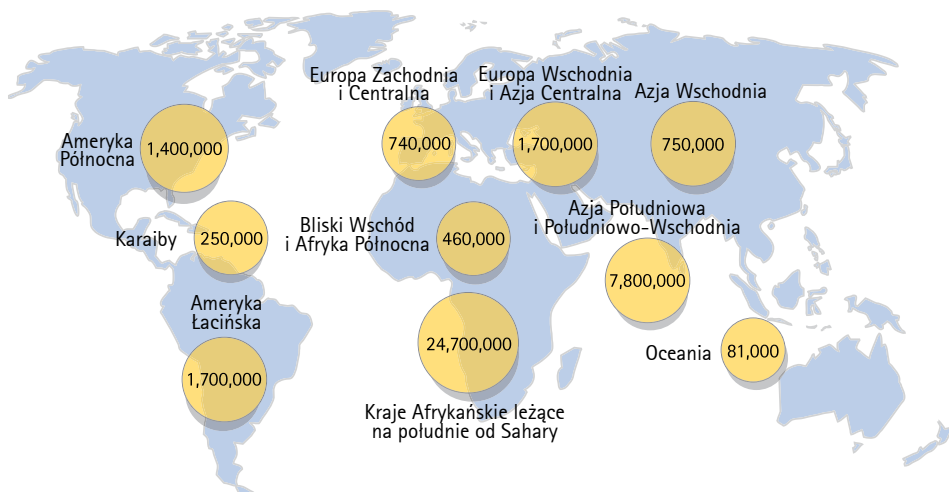 Europa Zachodnia
i Centralna
740,000
Europa Wschodnia
i Azja Centralna
1,700,000
Azja Wschodnia
750,000
Ameryka
Północna
1,400,000
Karaiby
250,000
Bliski Wschód
i Afryka Północna
460,000
Azja Południowa
i Południowo-Wschodnia
7,800,000
Ameryka
Łacińska
1,700,000
24,700,000
Kraje Afrykańskie leżące
na południe od Sahary
Oceania
81,000